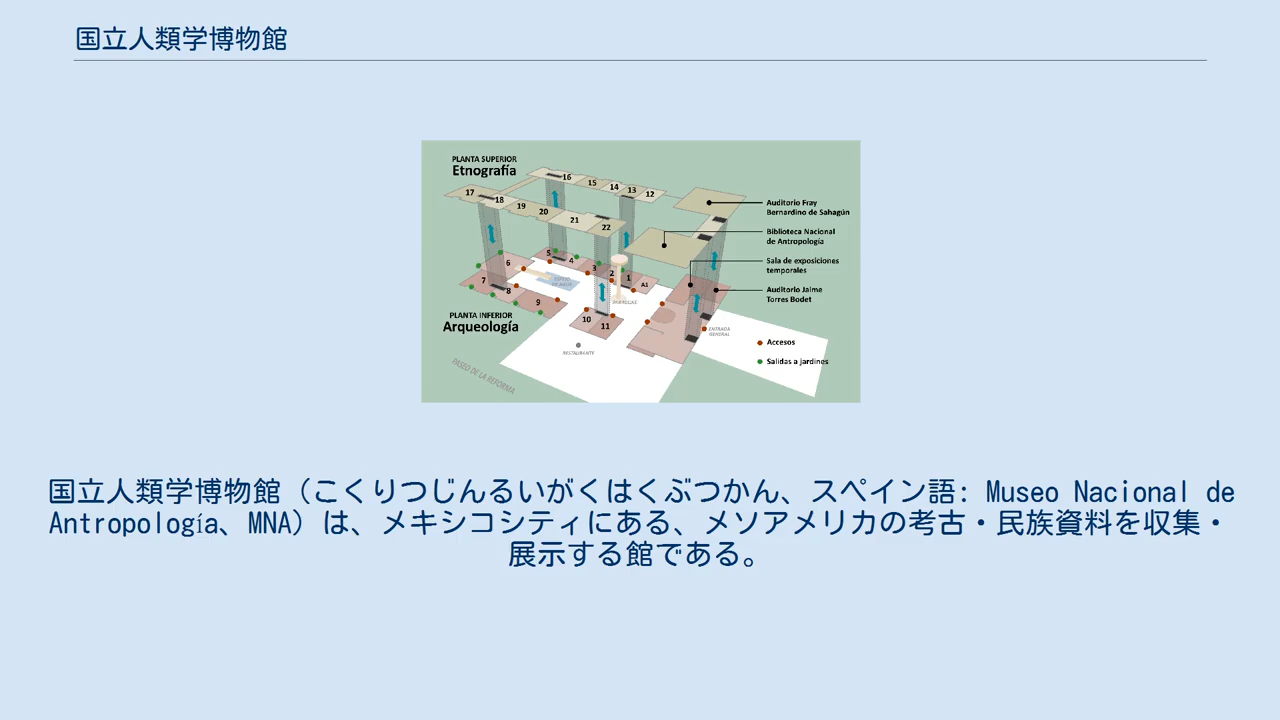 国立人類学博物館
PLANTA SUPERIOR
Etnografía
17
18
19
20
21
22
16
15
14
13
12
Auditorio Fray
Bernardino de Sahagún
Biblioteca Nacional
de Antropología
Sala de exposiciones
temporales
Auditorio Jaime
Torres Bodet
5
4
3
2
1
A1
6
7
8
9
10
11
ESPEJO
DE AGUA
PARAGUAS
ENTRADA
GENERAL
PLANTA INFERIOR
Arqueología
RESTAURANTE
PASEO DE LA REFORMA
Accesos
Salidas a jardines
国立人類学博物館（こくりつじんるいがくはくぶつかん、スペイン語: Museo Nacional de
Antropología、MNA）は、メキシコシティにある、メソアメリカの考古・民族資料を収集・
展示する館である。